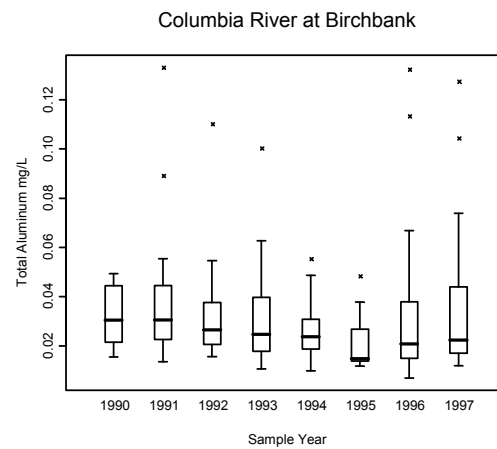 Columbia River at Birchbank
Total Aluminum mg/L
0.12
0.10
0.08
0.06
0.04
0.02
1990 1991 1992 1993 1994 1995 1996 1997
Sample Year